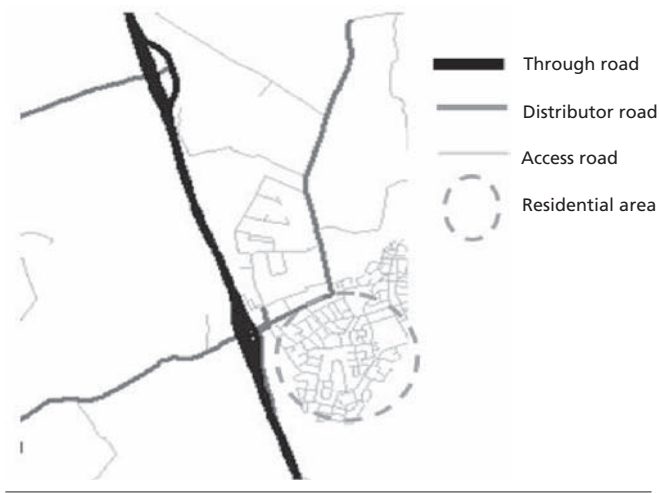 Through road
Distributor road
Access road
Residential area